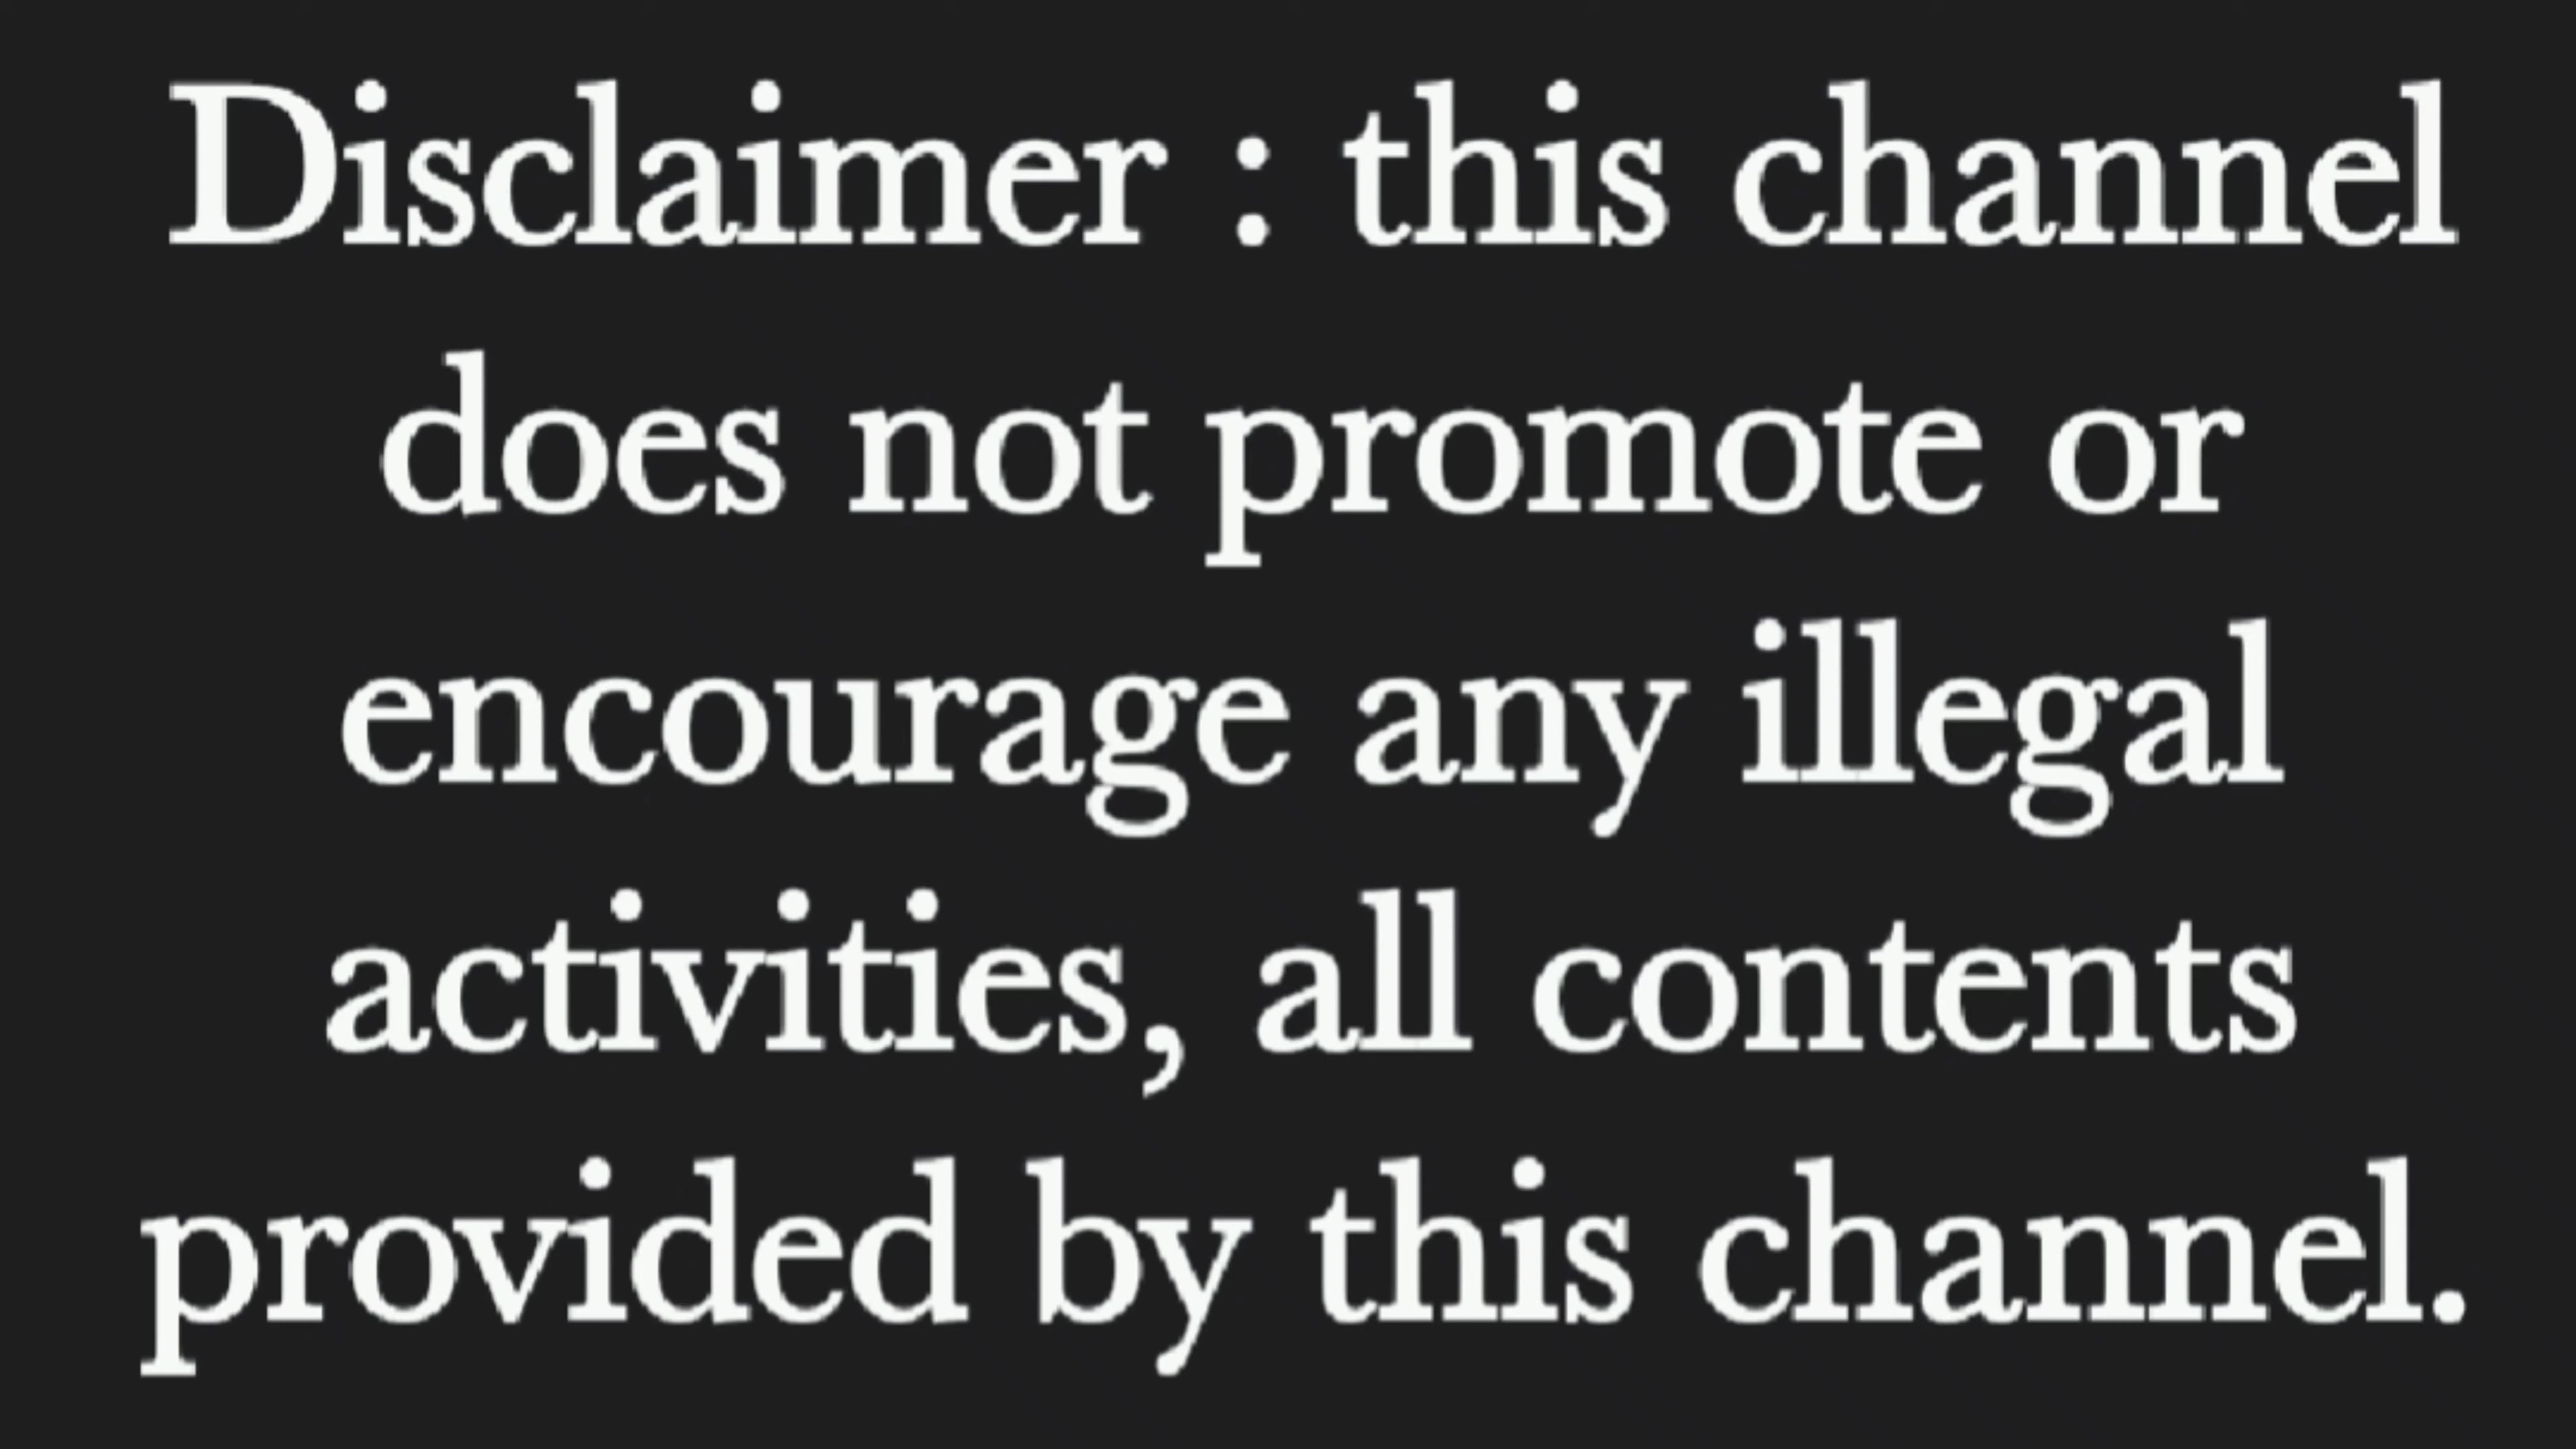 Disclaimer : this channel
does not promote or
encourage any illegal
activities, all contents
provided by this channel.